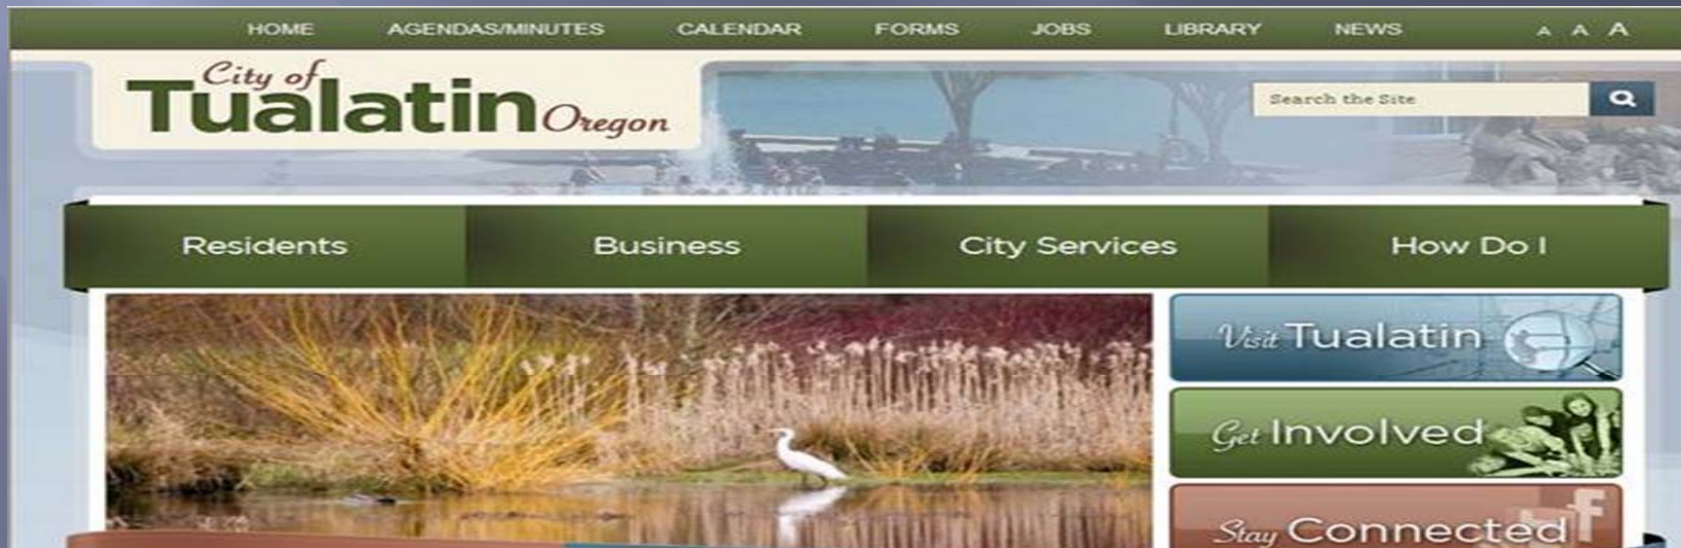 HOME AGENDAS/MINUTES CALENDAR FORMS JOBS LIBRARY NEWS A A A
City of
Tualatin Oregon
Search the Site
Residents Business City Services How Do I
Visit Tualatin
Get Involved
Stay Connected
f